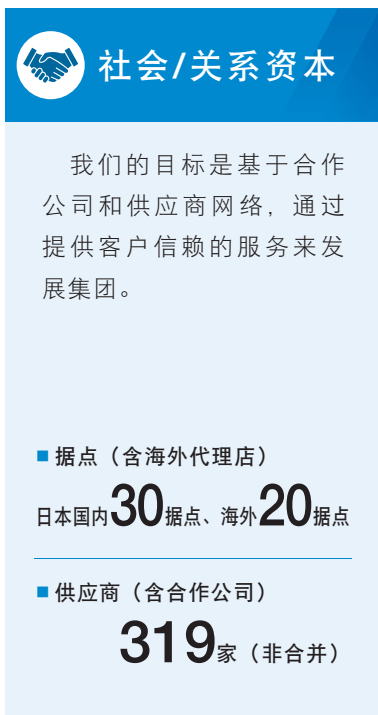 社会/关系资本
我们的目标是基于合作
公司和供应商网络，通过
提供客户信赖的服务来发
展集团。
■据点（含海外代理店）
日本国内30据点、海外20据点
■供应商（含合作公司）
319家（非合并）